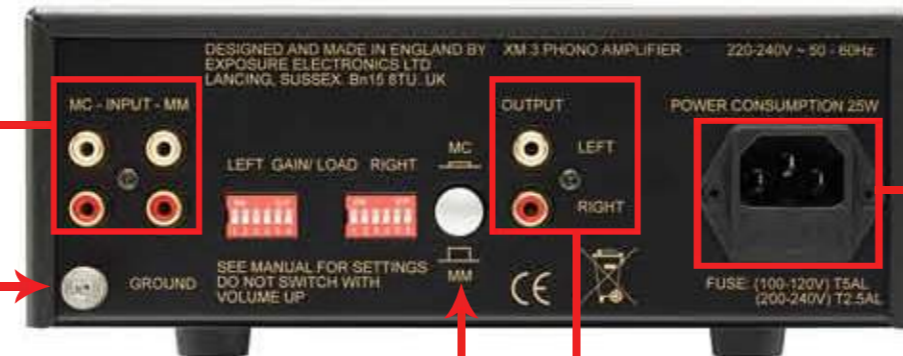 DESIGNED AND MADE IN ENGLAND BY
EXPOSURE ELECTRONICS LTD
LANCING, SUSSEX. Bn15 8TU. UK
XM 3 PHONO AMPLIFIER
220-240V ~ 50 - 60Hz
MC - INPUT - MM
OUTPUT
POWER CONSUMPTION 25W
LEFT GAIN/ LOAD RIGHT
MC
LEFT
RIGHT
GROUND
SEE MANUAL FOR SETTINGS
DO NOT SWITCH WITH
VOLUME UP
MM
CE
FUSE: (100-120V) T5AL
(200-240V) T2.5AL